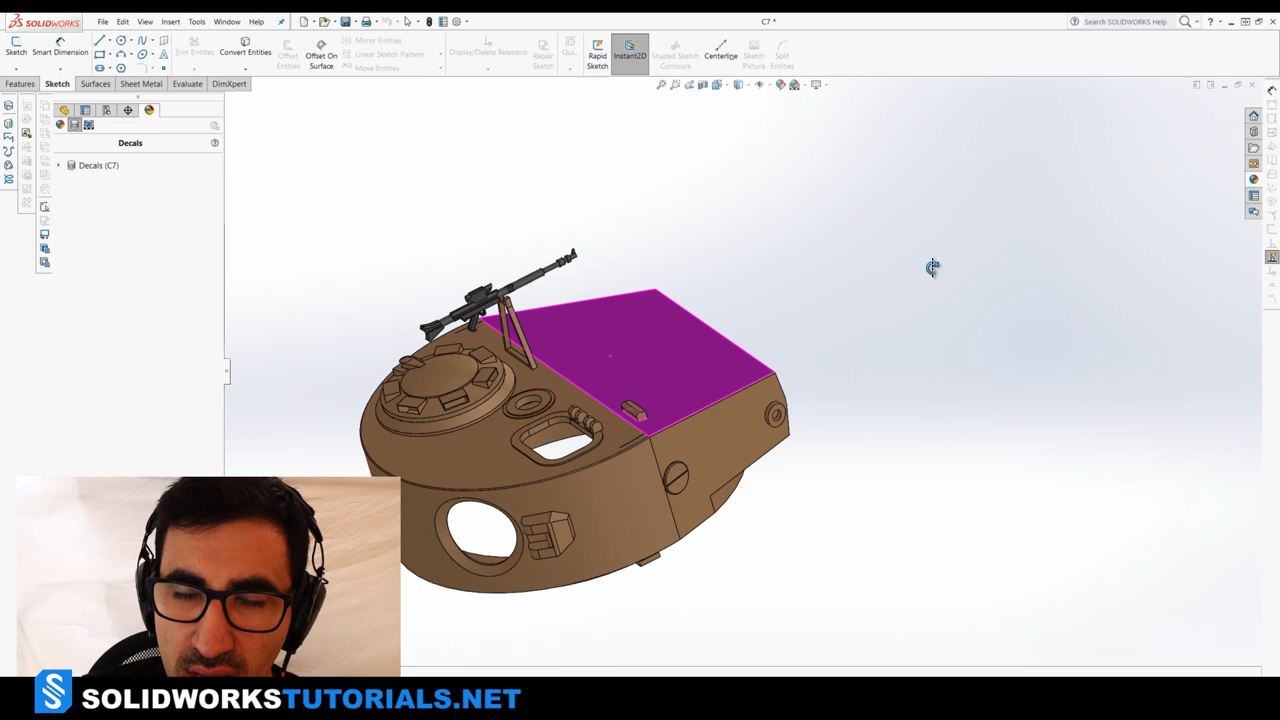 SOLIDWORKS
File Edit View Insert Tools Window Help
C7 *
Search SOLIDWORKS Help
Sketch
Smart Dimension
Trim Entities
Convert Entities
Offset Entities
Offset On Surface
Mirror Entities
Linear Sketch Pattern
Move Entities
Display/Delete Relations
Repair Sketch
Qui...
Rapid Sketch
Instant2D
Shaded Sketch Contours
Centerline
Sketch Picture
Split Entities
Features Sketch Surfaces Sheet Metal Evaluate DimXpert
Decals
Decals (C7)
SOLIDWORKSTUTORIALS.NET